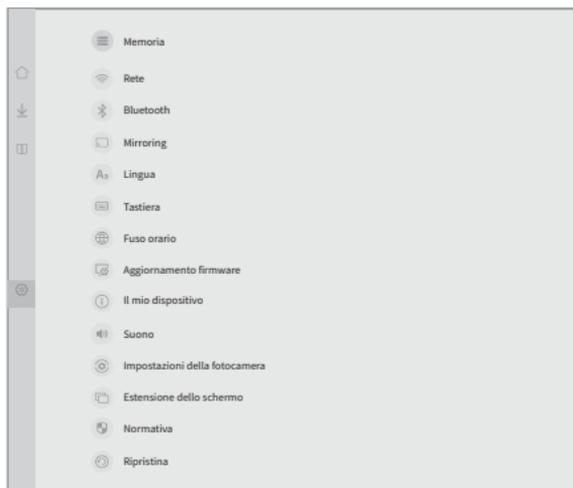 Memoria
Rete
Bluetooth
Mirroring
Lingua
Tastiera
Fuso orario
Aggiornamento firmware
Il mio dispositivo
Suono
Impostazioni della fotocamera
Estensione dello schermo
Normativa
Ripristina